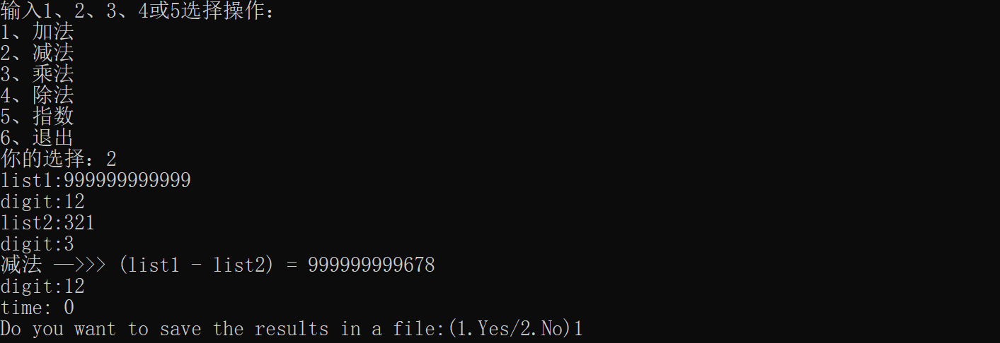 输入1、2、3、4或5选择操作:
1、加法
2、减法
3、乘法
4、除法
5、指数
6、退出
你的选择: 2
list1:999999999999
digit:12
list2:321
digit:3
减法 —>>> (list1 - list2) = 999999999678
digit:12
time: 0
Do you want to save the results in a file:(1.Yes/2.No)1